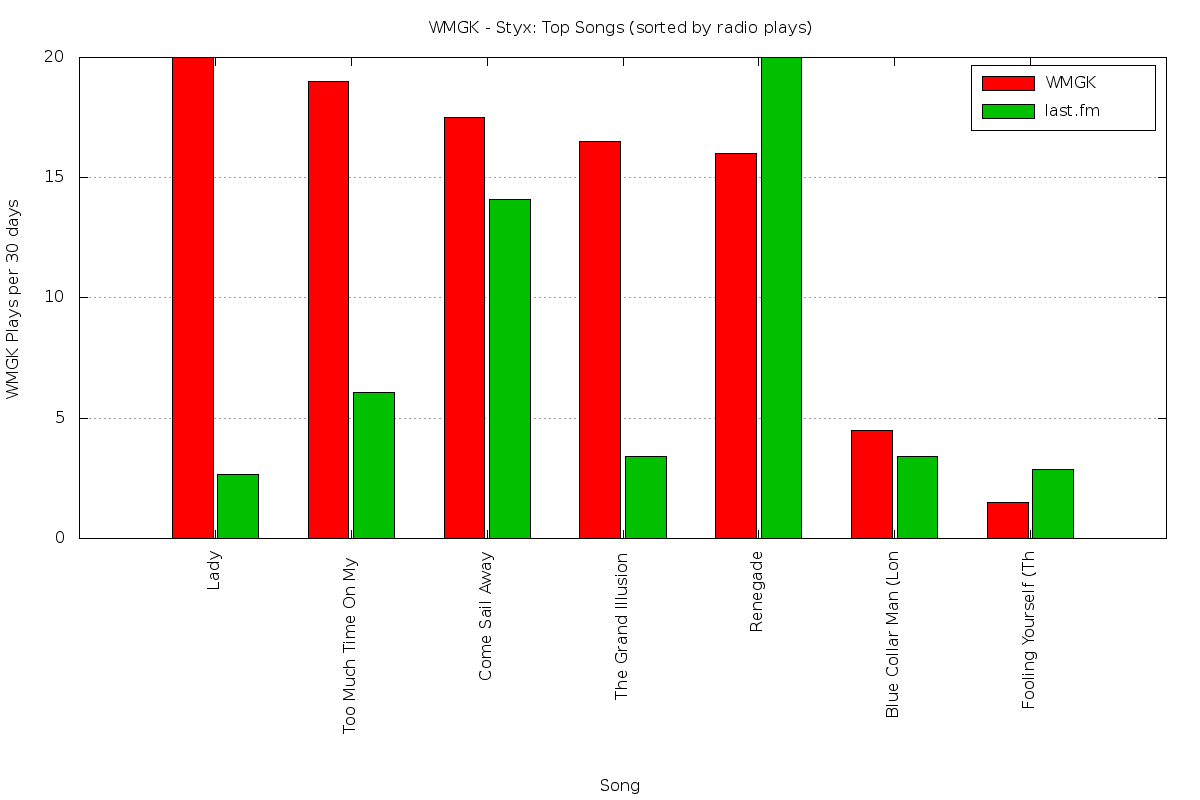 WMGK - Styx: Top Songs (sorted by radio plays)
WMGK
last.fm
20
15
10
5
0
WMGK Plays per 30 days
Lady
Too Much Time On My
Come Sail Away
The Grand Illusion
Renegade
Blue Collar Man (Lon
Fooling Yourself (Th
Song